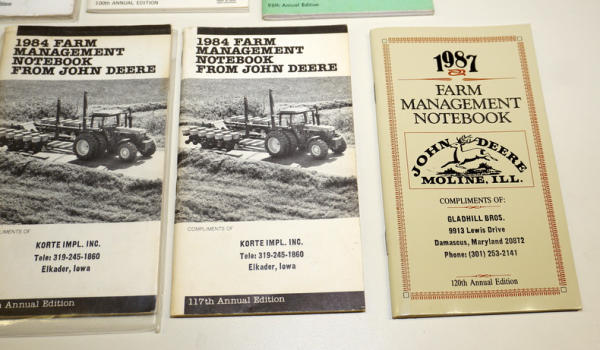 100th Annual Edition
98th Annual Edition
1984 FARM
MANAGEMENT
NOTEBOOK
FROM JOHN DEERE
COMPLIMENTS OF
KORTE IMPL. INC.
Tele: 319-245-1860
Elkader, Iowa
Annual Edition
1984 FARM
MANAGEMENT
NOTEBOOK
FROM JOHN DEERE
COMPLIMENTS OF
KORTE IMPL. INC.
Tele: 319-245-1860
Elkader, Iowa
117th Annual Edition
1987
FARM
MANAGEMENT
NOTEBOOK
JOHN DEERE
MOLINE, ILL.
COMPLIMENTS OF:
GLADHILL BROS.
9913 Lewis Drive
Damascus, Maryland 20872
Phone: (301) 253-2141
120th Annual Edition